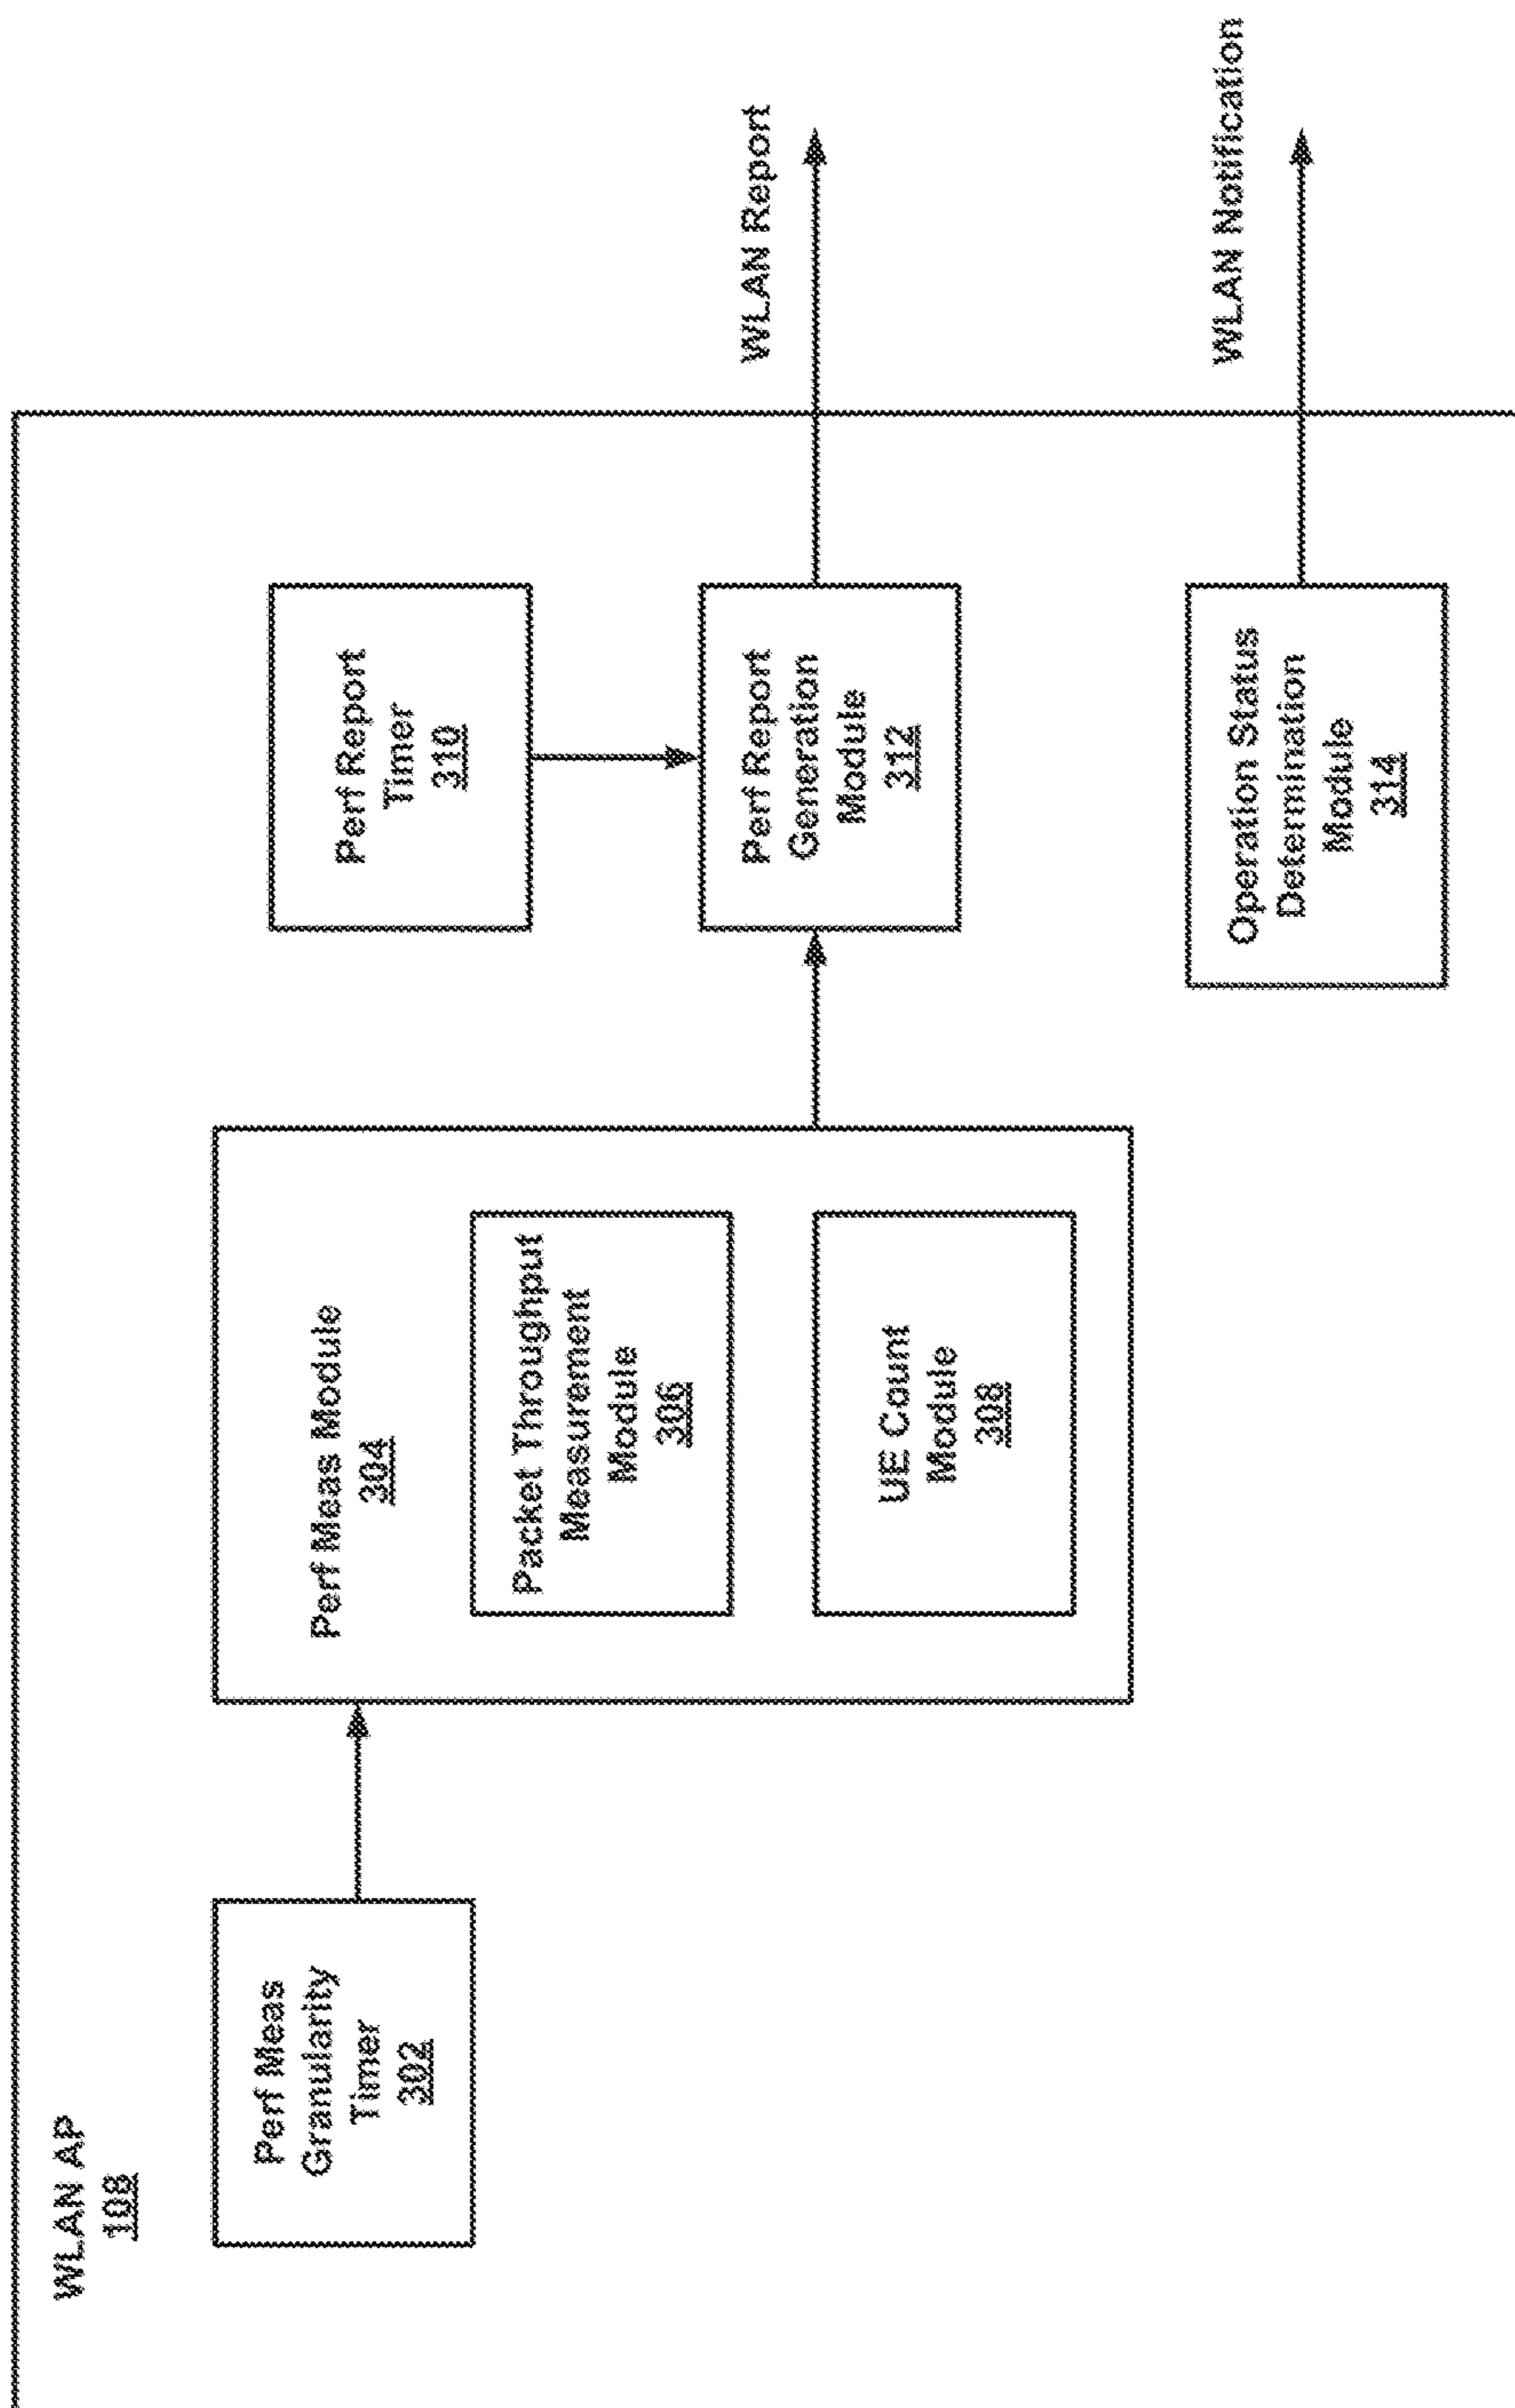 WLAN AP
108
Perf Meas
Granularity
Timer
302
Perf Meas Module
304
Packet Throughput
Measurement
Module
306
UE Count
Module
308
Perf Report
Timer
310
Perf Report
Generation
Module
312
WLAN Report
Operation Status
Determination
Module
314
WLAN Notification